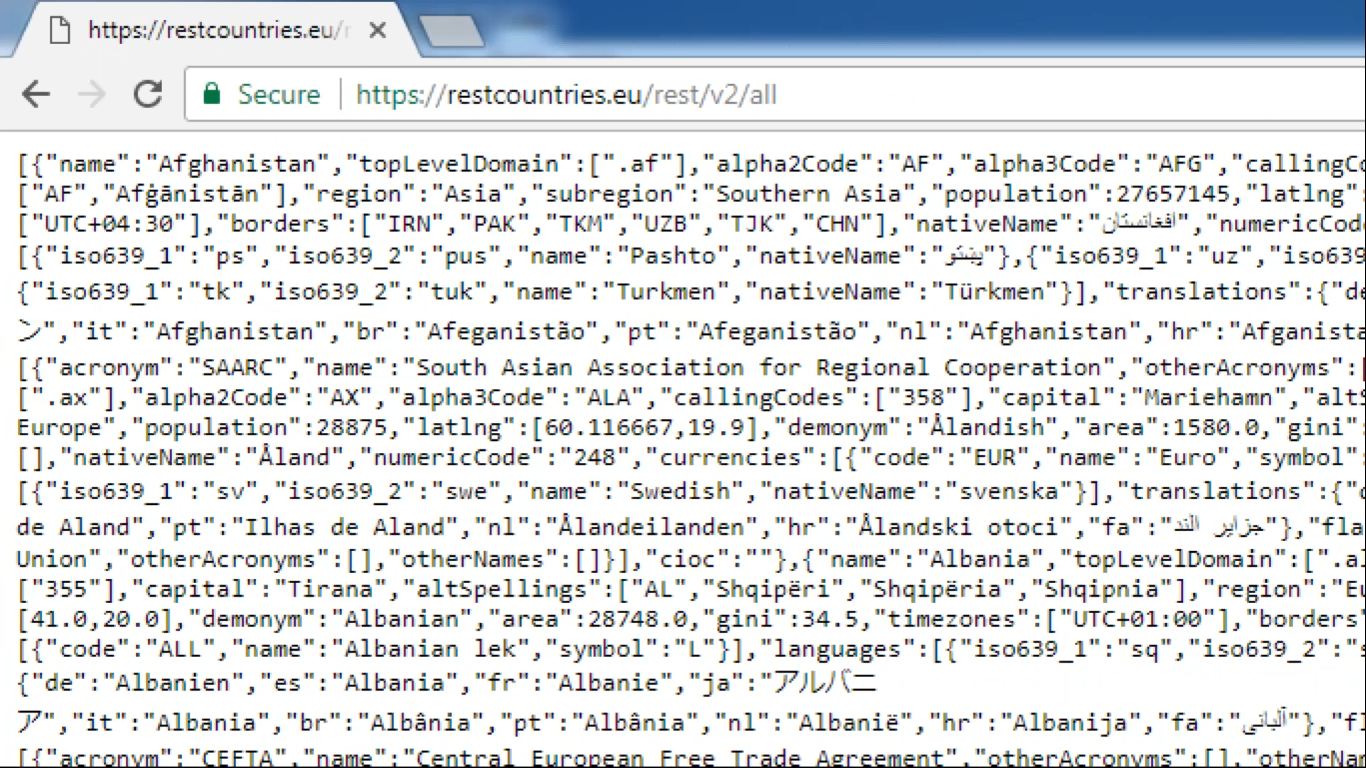 https://restcountries.eu/r
Secure | https://restcountries.eu/rest/v2/all
[{"name":"Afghanistan","topLevelDomain":[".af"],"alpha2Code":"AF","alpha3Code":"AFG","callingCo
["AF","Afġānistān"],"region":"Asia","subregion":"Southern Asia","population":27657145,"latlng":
["UTC+04:30"],"borders":["IRN","PAK","TKM","UZB","TJK","CHN"],"nativeName":"افغانستان","numericCod
[{"iso639_1":"ps","iso639_2":"pus","name":"Pashto","nativeName":"پښتو"},{"iso639_1":"uz","iso639
{"iso639_1":"tk","iso639_2":"tuk","name":"Turkmen","nativeName":"Türkmen"}],"translations":{"de
ン","it":"Afghanistan","br":"Afeganistão","pt":"Afeganistão","nl":"Afghanistan","hr":"Afganista
[{"acronym":"SAARC","name":"South Asian Association for Regional Cooperation","otherAcronyms":
[".ax"],"alpha2Code":"AX","alpha3Code":"ALA","callingCodes":["358"],"capital":"Mariehamn","altS
Europe","population":28875,"latlng":[60.116667,19.9],"demonym":"Ålandish","area":1580.0,"gini":
[],"nativeName":"Åland","numericCode":"248","currencies":[{"code":"EUR","name":"Euro","symbol":
[{"iso639_1":"sv","iso639_2":"swe","name":"Swedish","nativeName":"svenska"}],"translations":{"d
de Aland","pt":"Ilhas de Aland","nl":"Ålandeilanden","hr":"Ålandski otoci","fa":"جزایر الند"},"fla
Union","otherAcronyms":[],"otherNames":[]}],"cioc":""},{"name":"Albania","topLevelDomain":[".al
["355"],"capital":"Tirana","altSpellings":["AL","Shqipëri","Shqipëria","Shqipnia"],"region":"Eu
[41.0,20.0],"demonym":"Albanian","area":28748.0,"gini":34.5,"timezones":["UTC+01:00"],"borders"
[{"code":"ALL","name":"Albanian lek","symbol":"L"}],"languages":[{"iso639_1":"sq","iso639_2":"s
{"de":"Albanien","es":"Albania","fr":"Albanie","ja":"アルバニ
ア","it":"Albania","br":"Albânia","pt":"Albânia","nl":"Albanië","hr":"Albanija","fa":"آلبانی"},"fl
[{"acronym":"CEFTA","name":"Central European Free Trade Agreement","otherAcronyms":[],"otherNam